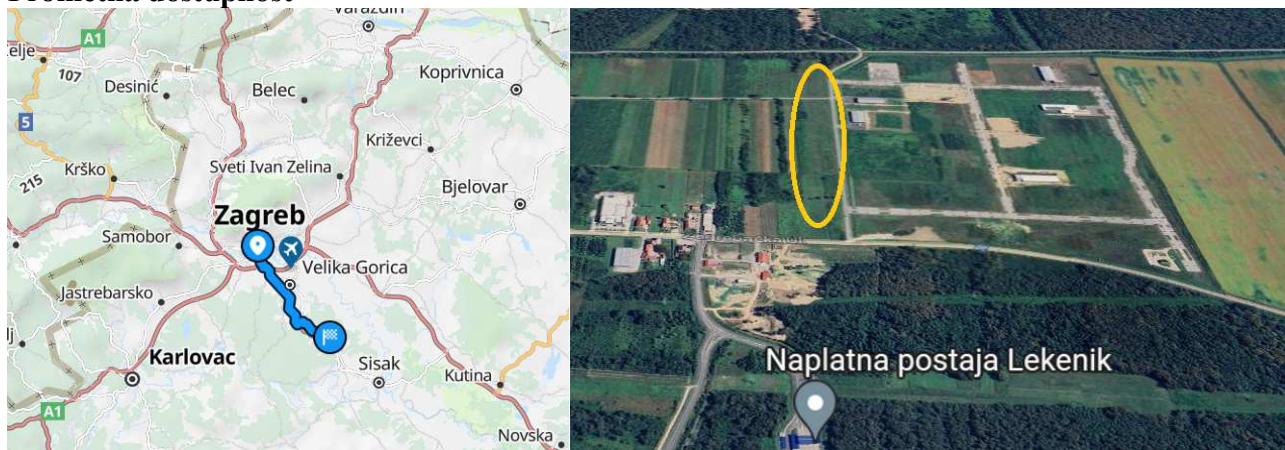 Prometna dostupnost
Varaždin
A1
107
Desinić
Belec
Koprivnica
5
Križevci
Krško
Sveti Ivan Zelina
215
Bjelovar
Zagreb
Samobor
Velika Gorica
Jastrebarsko
Karlovac
Sisak
Kutina
A1
Novska
Naplatna postaja Lekenik